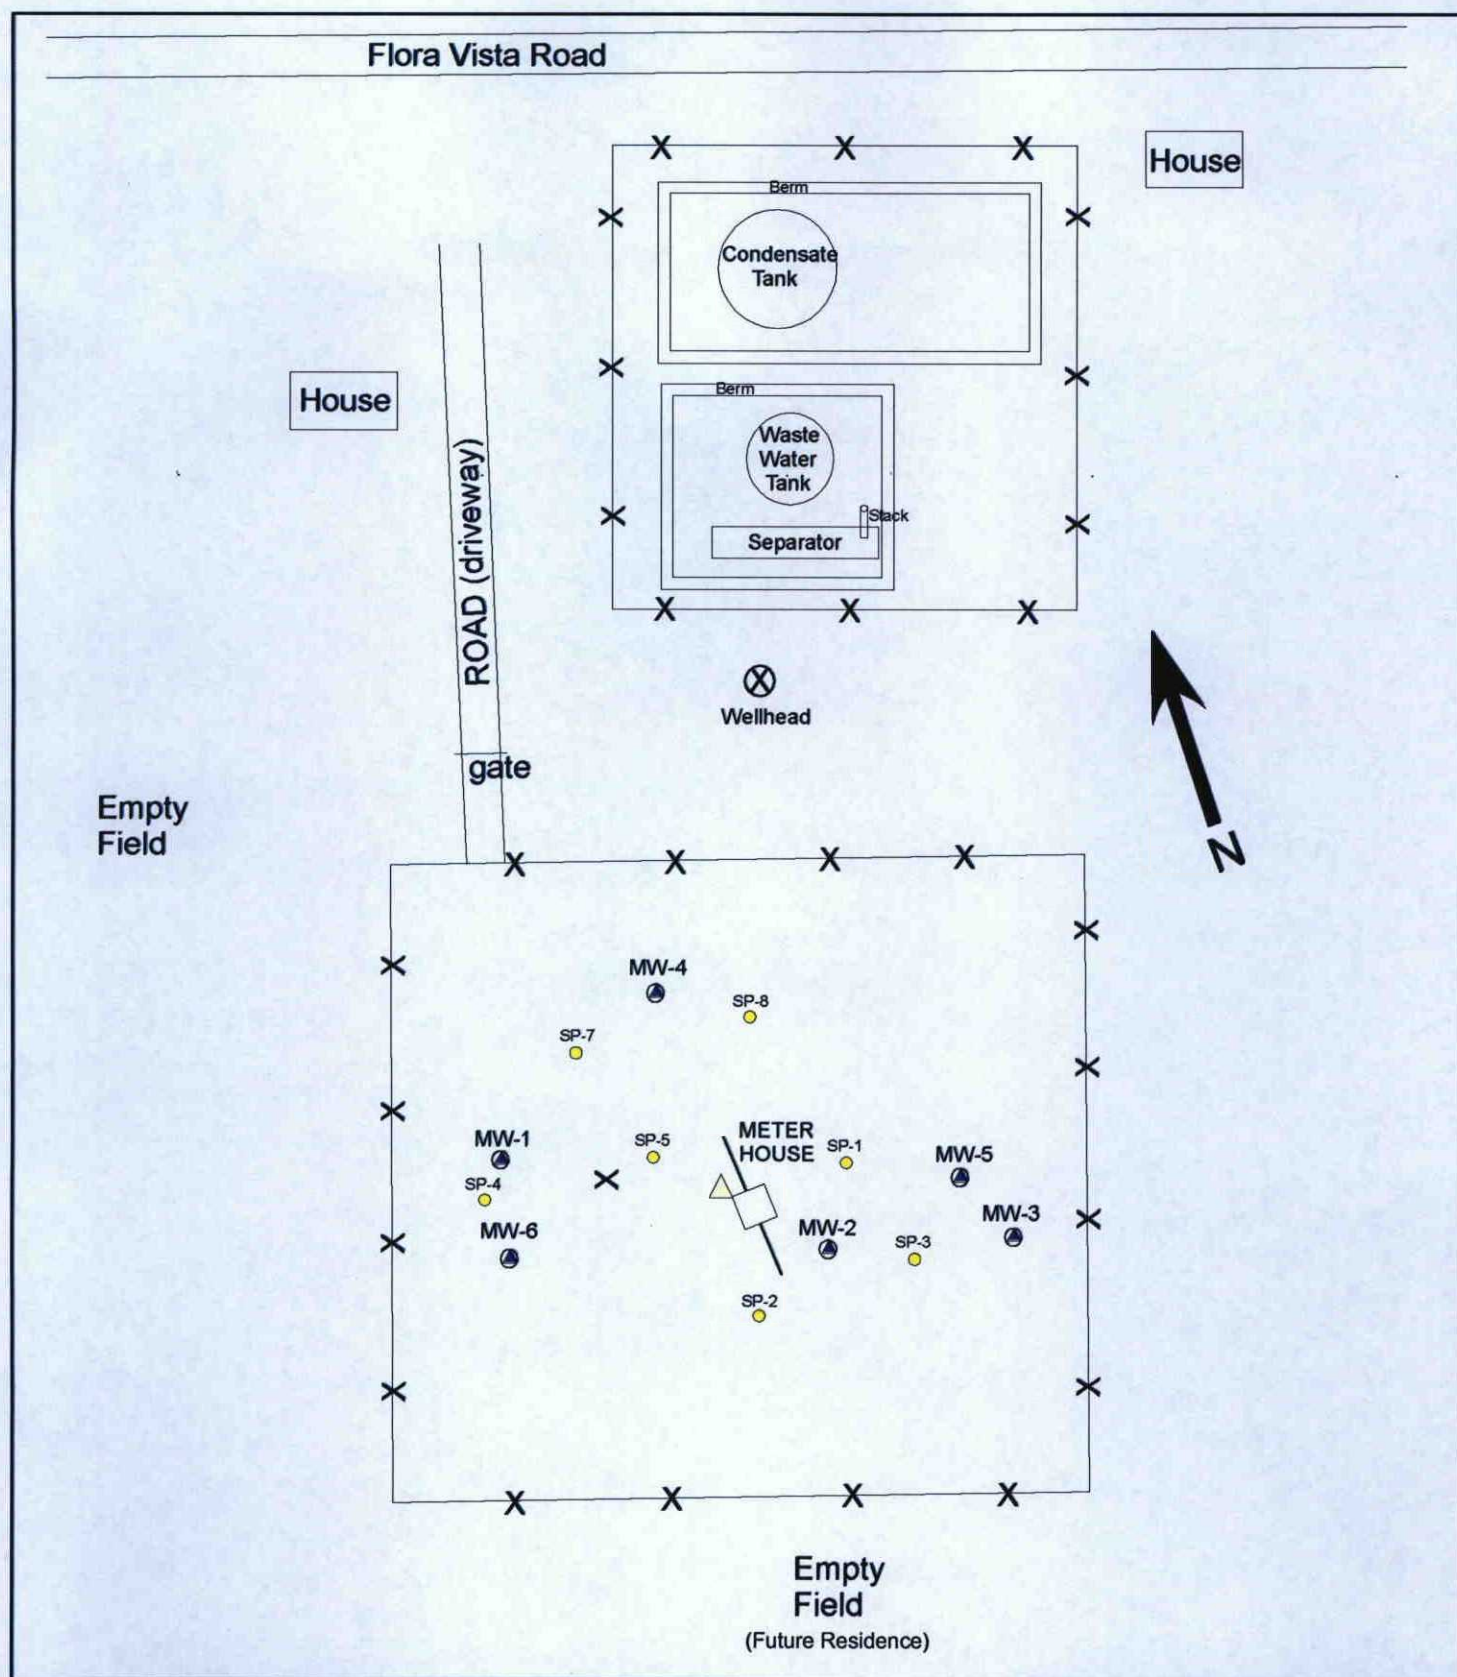 Flora Vista Road
House
Berm
Condensate
Tank
House
Berm
Waste
Water
Tank
Stack
Separator
ROAD (driveway)
Wellhead
gate
Empty
Field
N
MW-4
SP-8
SP-7
METER
HOUSE
MW-1
SP-5
SP-1
MW-5
SP-4
MW-6
MW-2
SP-3
MW-3
SP-2
Empty
Field
(Future Residence)